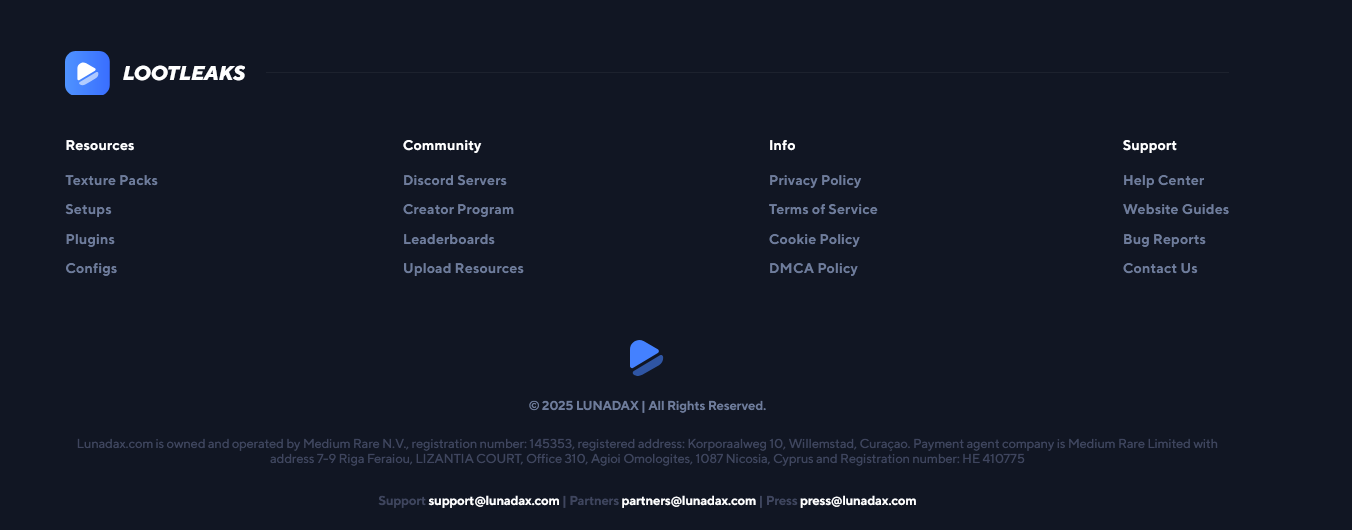 LOOTLEAKS
Resources
Texture Packs
Setups
Plugins
Configs
Community
Discord Servers
Creator Program
Leaderboards
Upload Resources
Info
Privacy Policy
Terms of Service
Cookie Policy
DMCA Policy
Support
Help Center
Website Guides
Bug Reports
Contact Us
© 2025 LUNADAX | All Rights Reserved.
Lunadax.com is owned and operated by Medium Rare N.V., registration number: 145353, registered address: Korporaalweg 10, Willemstad, Curaçao. Payment agent company is Medium Rare Limited with
address 7-9 Riga Feraiou, LIZANTIA COURT, Office 310, Agioi Omologites, 1087 Nicosia, Cyprus and Registration number: HE 410775
Support support@lunadax.com | Partners partners@lunadax.com | Press press@lunadax.com